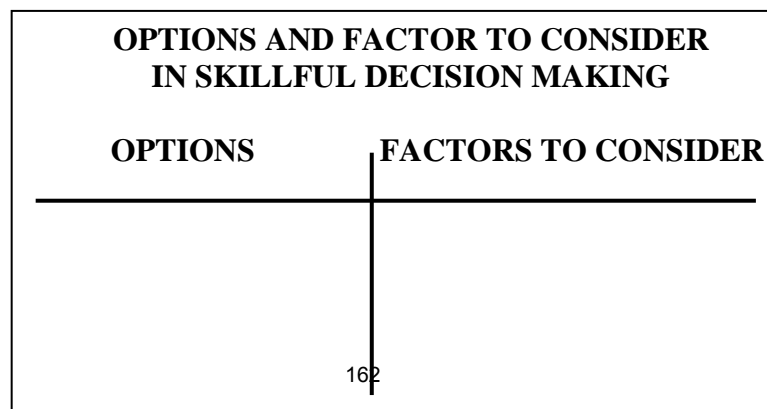 OPTIONS AND FACTOR TO CONSIDER
IN SKILLFUL DECISION MAKING
OPTIONS FACTORS TO CONSIDER
162